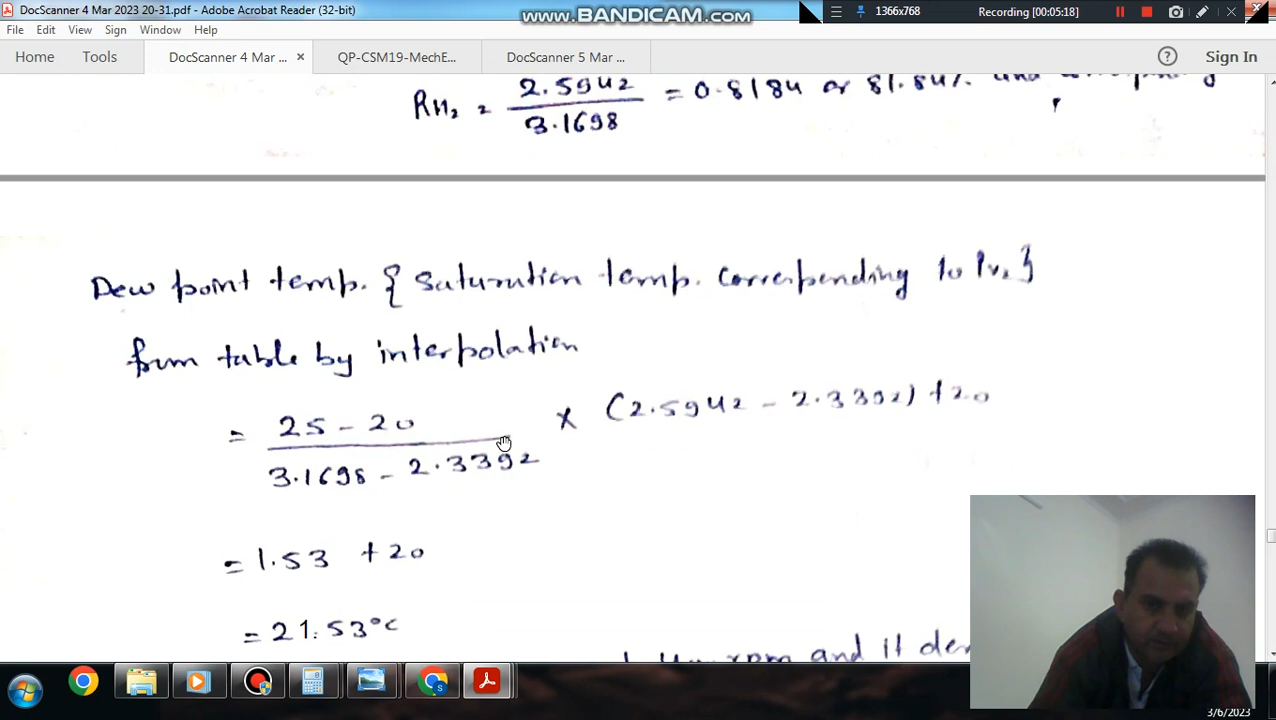 DocScanner 4 Mar 2023 20-31.pdf - Adobe Acrobat Reader (32-bit)
www.BANDICAM.com
1366x768
Recording [00:05:18]
File Edit View Sign Window Help
Home Tools DocScanner 4 Mar ... × QP-CSM19-MechE... DocScanner 5 Mar ... Sign In
RH₂ = 2.5942 / 3.1698 = 0.8184 or 81.84%.
Dew point temp. { Saturation temp. corresponding to Pv₂ }
from table by interpolation
= 25 - 20 / 3.1698 - 2.3392 × (2.5942 - 2.3392) + 20
= 1.53 + 20
= 21.53°C
rpm and it
3/6/2023